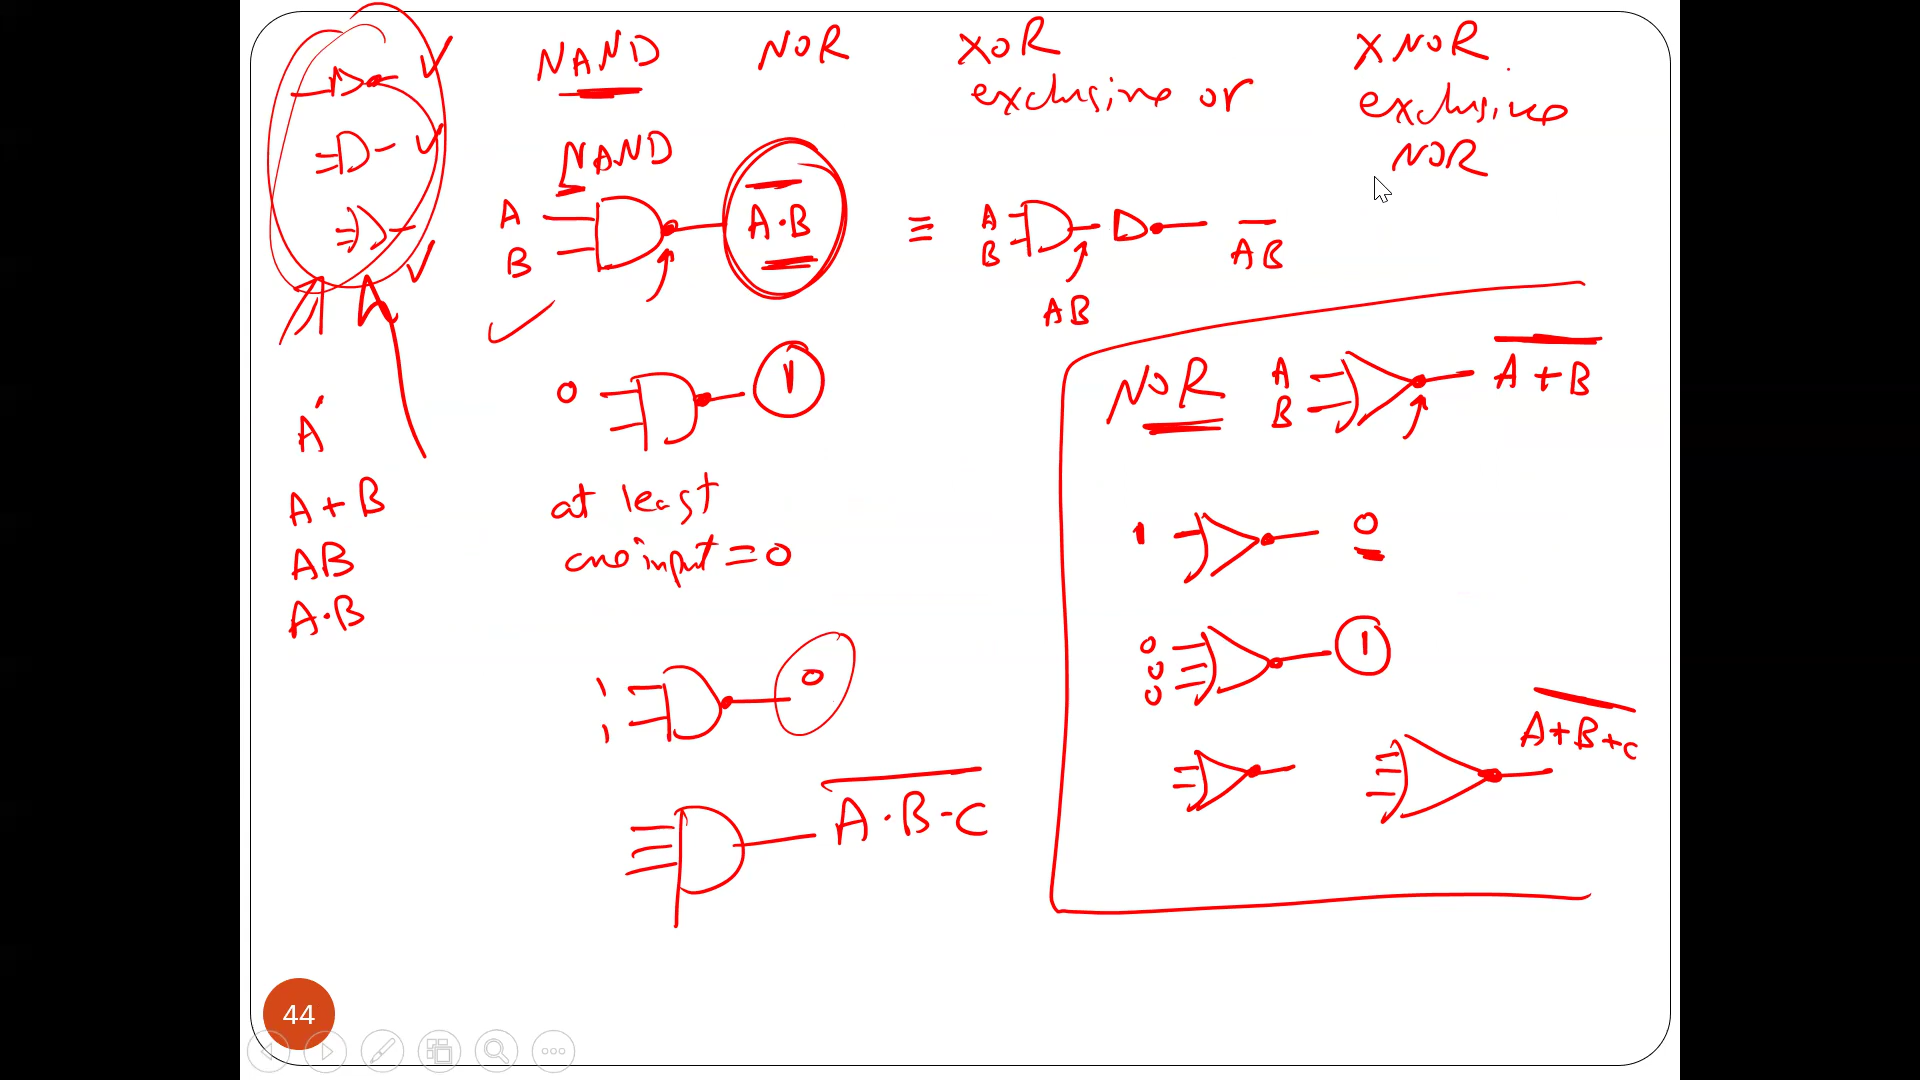 NAND NOR XOR XNOR
exclusive or exclusive
NOR
NAND
A
B
A·B
≡
A
B
AB
AB
NOR
A
B
A + B
0
1
at least
one input = 0
A'
A + B
AB
A·B
1
0
0
0
0
1
1
1
0
A·B·C
A+B+C
44